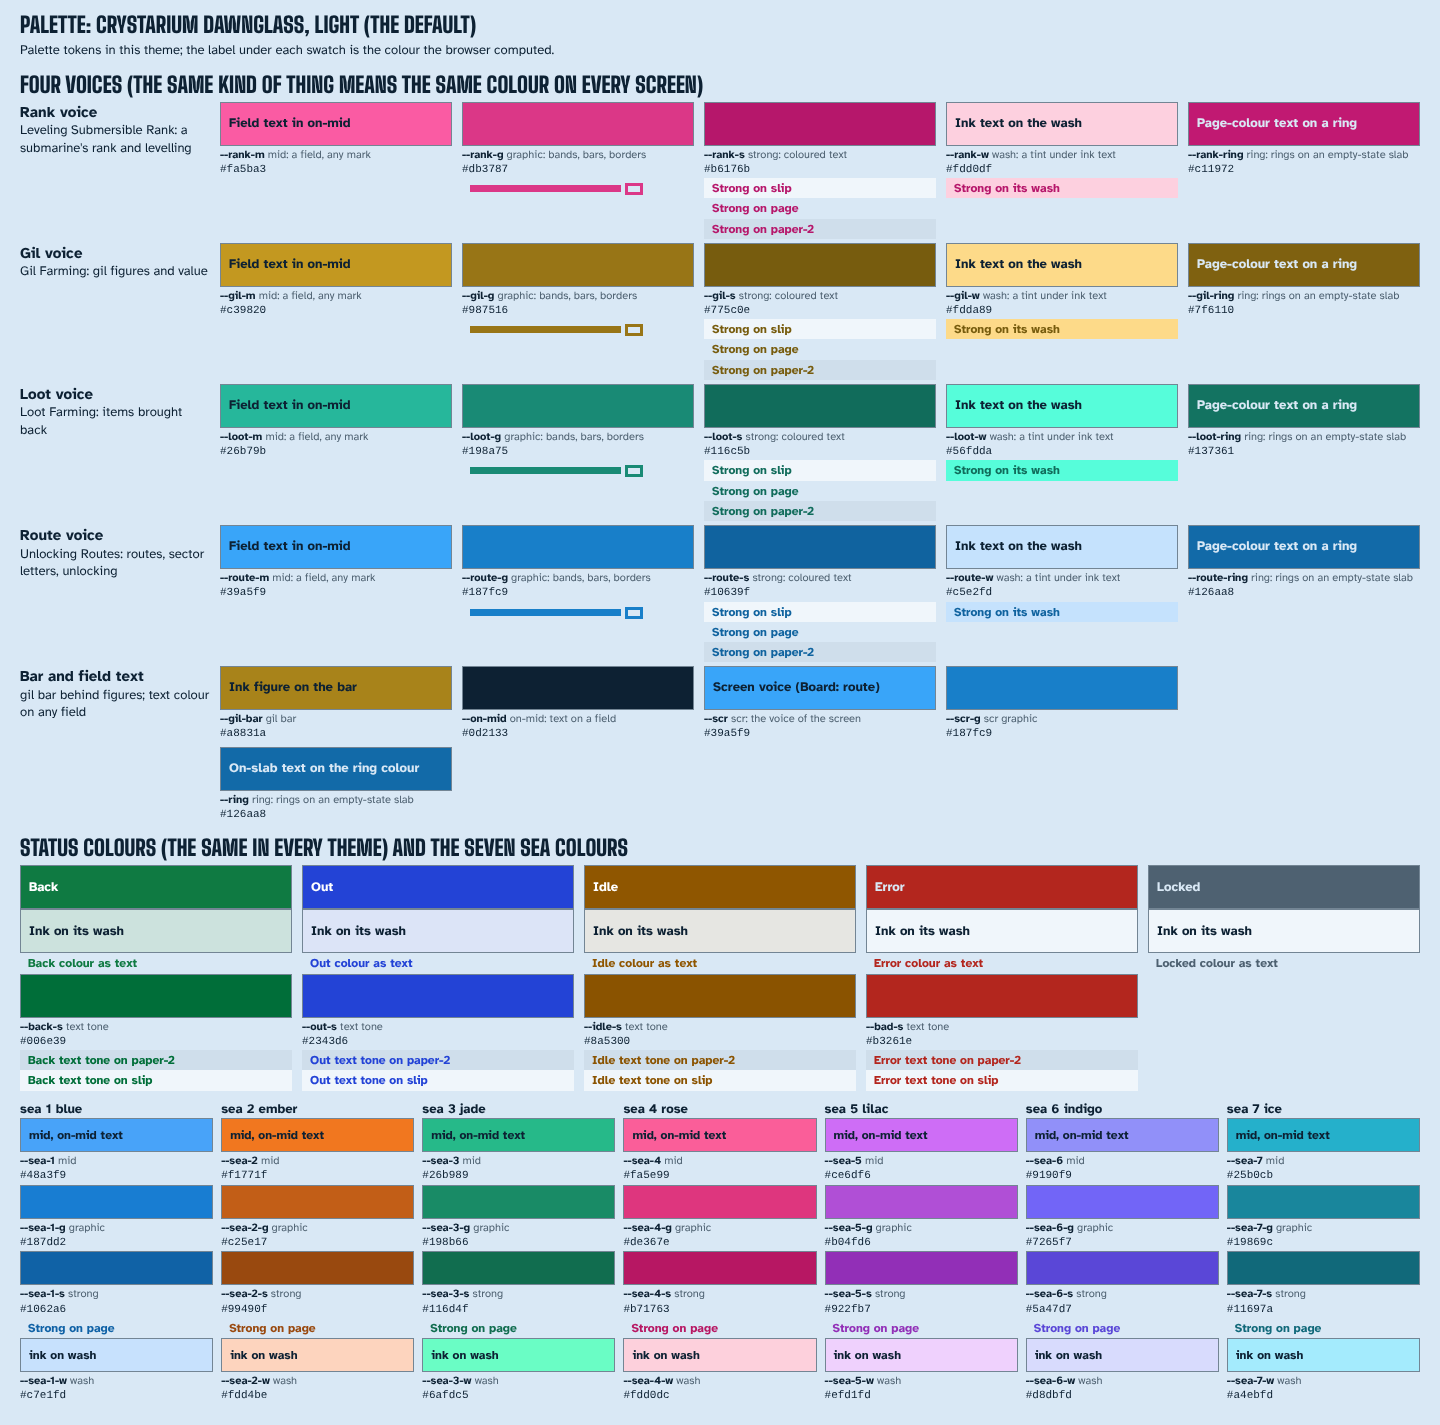 PALETTE: CRYSTARIUM DAWNGLASS, LIGHT (THE DEFAULT)
Palette tokens in this theme; the label under each swatch is the colour the browser computed.
FOUR VOICES (THE SAME KIND OF THING MEANS THE SAME COLOUR ON EVERY SCREEN)
Rank voice
Leveling Submersible Rank: a
submarine's rank and levelling
Field text in on-mid
--rank-m mid: a field, any mark
#fa5ba3
--rank-g graphic: bands, bars, borders
#db3787
--rank-s strong: coloured text
#b6176b
Strong on slip
Strong on page
Strong on paper-2
Ink text on the wash
--rank-w wash: a tint under ink text
#fdd0df
Strong on its wash
Page-colour text on a ring
--rank-ring ring: rings on an empty-state slab
#c11972
Gil voice
Gil Farming: gil figures and value
Field text in on-mid
--gil-m mid: a field, any mark
#c39820
--gil-g graphic: bands, bars, borders
#987516
--gil-s strong: coloured text
#775c0e
Strong on slip
Strong on page
Strong on paper-2
Ink text on the wash
--gil-w wash: a tint under ink text
#fdda89
Strong on its wash
Page-colour text on a ring
--gil-ring ring: rings on an empty-state slab
#7f6110
Loot voice
Loot Farming: items brought
back
Field text in on-mid
--loot-m mid: a field, any mark
#26b79b
--loot-g graphic: bands, bars, borders
#198a75
--loot-s strong: coloured text
#116c5b
Strong on slip
Strong on page
Strong on paper-2
Ink text on the wash
--loot-w wash: a tint under ink text
#56fdda
Strong on its wash
Page-colour text on a ring
--loot-ring ring: rings on an empty-state slab
#137361
Route voice
Unlocking Routes: routes, sector
letters, unlocking
Field text in on-mid
--route-m mid: a field, any mark
#39a5f9
--route-g graphic: bands, bars, borders
#187fc9
--route-s strong: coloured text
#10639f
Strong on slip
Strong on page
Strong on paper-2
Ink text on the wash
--route-w wash: a tint under ink text
#c5e2fd
Strong on its wash
Page-colour text on a ring
--route-ring ring: rings on an empty-state slab
#126aa8
Bar and field text
gil bar behind figures; text colour
on any field
Ink figure on the bar
--gil-bar gil bar
#a8831a
--on-mid on-mid: text on a field
#0d2133
Screen voice (Board: route)
--scr scr: the voice of the screen
#39a5f9
--scr-g scr graphic
#187fc9
On-slab text on the ring colour
--ring ring: rings on an empty-state slab
#126aa8
STATUS COLOURS (THE SAME IN EVERY THEME) AND THE SEVEN SEA COLOURS
Back
Ink on its wash
Back colour as text
--back-s text tone
#006e39
Back text tone on paper-2
Back text tone on slip
Out
Ink on its wash
Out colour as text
--out-s text tone
#2343d6
Out text tone on paper-2
Out text tone on slip
Idle
Ink on its wash
Idle colour as text
--idle-s text tone
#8a5300
Idle text tone on paper-2
Idle text tone on slip
Error
Ink on its wash
Error colour as text
--bad-s text tone
#b3261e
Error text tone on paper-2
Error text tone on slip
Locked
Ink on its wash
Locked colour as text
sea 1 blue
mid, on-mid text
--sea-1 mid
#48a3f9
--sea-1-g graphic
#187dd2
--sea-1-s strong
#1062a6
Strong on page
ink on wash
--sea-1-w wash
#c7e1fd
sea 2 ember
mid, on-mid text
--sea-2 mid
#f1771f
--sea-2-g graphic
#c25e17
--sea-2-s strong
#99490f
Strong on page
ink on wash
--sea-2-w wash
#fdd4be
sea 3 jade
mid, on-mid text
--sea-3 mid
#26b989
--sea-3-g graphic
#198b66
--sea-3-s strong
#116d4f
Strong on page
ink on wash
--sea-3-w wash
#6afdc5
sea 4 rose
mid, on-mid text
--sea-4 mid
#fa5e99
--sea-4-g graphic
#de367e
--sea-4-s strong
#b71763
Strong on page
ink on wash
--sea-4-w wash
#fdd0dc
sea 5 lilac
mid, on-mid text
--sea-5 mid
#ce6df6
--sea-5-g graphic
#b04fd6
--sea-5-s strong
#922fb7
Strong on page
ink on wash
--sea-5-w wash
#efd1fd
sea 6 indigo
mid, on-mid text
--sea-6 mid
#9190f9
--sea-6-g graphic
#7265f7
--sea-6-s strong
#5a47d7
Strong on page
ink on wash
--sea-6-w wash
#d8dbfd
sea 7 ice
mid, on-mid text
--sea-7 mid
#25b0cb
--sea-7-g graphic
#19869c
--sea-7-s strong
#11697a
Strong on page
ink on wash
--sea-7-w wash
#a4ebfd